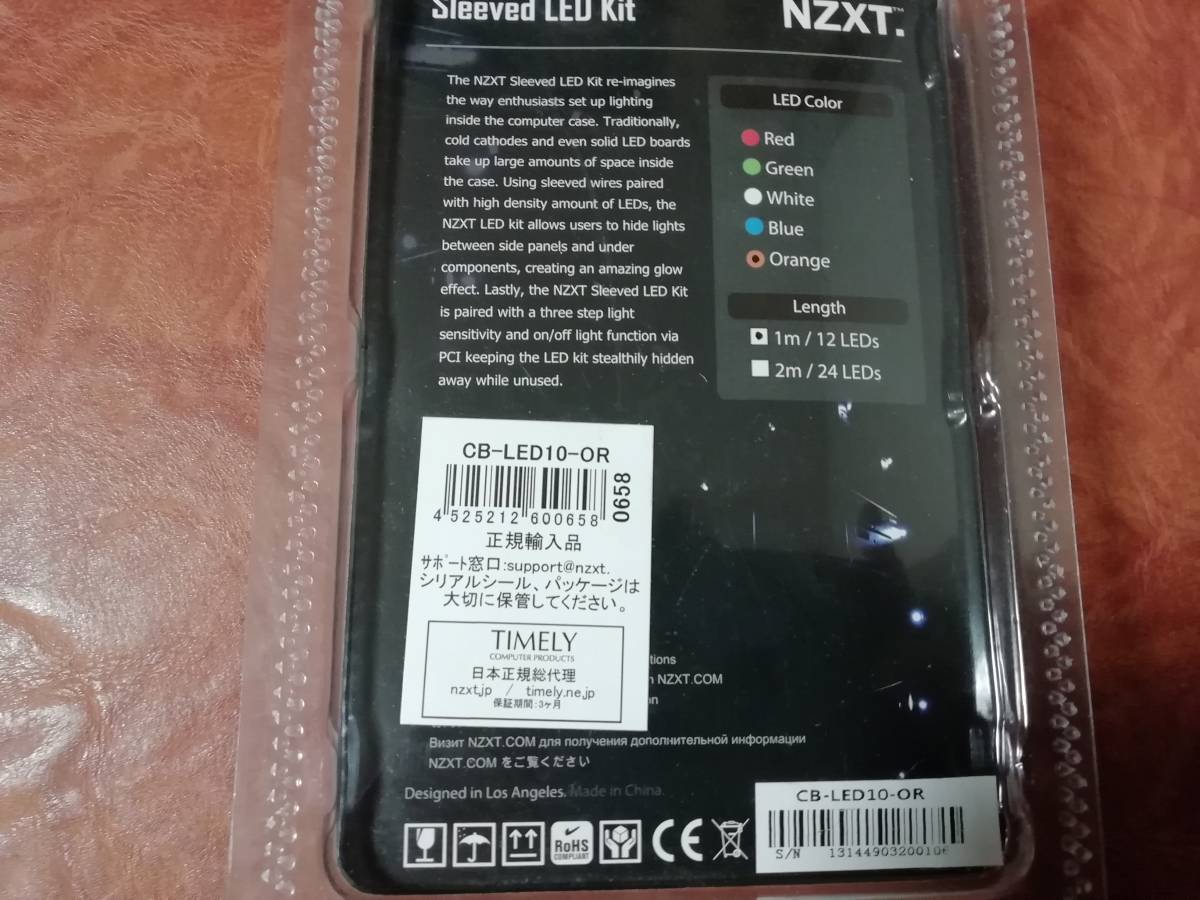 Sleeved LED Kit
NZXT.™
The NZXT Sleeved LED Kit re-imagines
the way enthusiasts set up lighting
inside the computer case. Traditionally,
cold cathodes and even solid LED boards
take up large amounts of space inside
the case. Using sleeved wires paired
with high density amount of LEDs, the
NZXT LED kit allows users to hide lights
between side panels and under
components, creating an amazing glow
effect. Lastly, the NZXT Sleeved LED Kit
is paired with a three step light
sensitivity and on/off light function via
PCI keeping the LED kit stealthily hidden
away while unused.
LED Color
Red
Green
White
Blue
Orange
Length
1m / 12 LEDs
2m / 24 LEDs
CB-LED10-OR
4 525212 600658
0658
正規輸入品
サポート窓口:support@nzxt.
シリアルシール、パッケージは
大切に保管してください。
TIMELY
COMPUTER PRODUCTS
日本正規総代理
nzxt.jp / timely.ne.jp
保証期間:3ヶ月
NZXT.COM
Визит NZXT.COM для получения дополнительной информации
NZXT.COM をご覧ください
Designed in Los Angeles. Made in China.
RoHS
COMPLIANT
CE
CB-LED10-OR
S/N 13144903200106